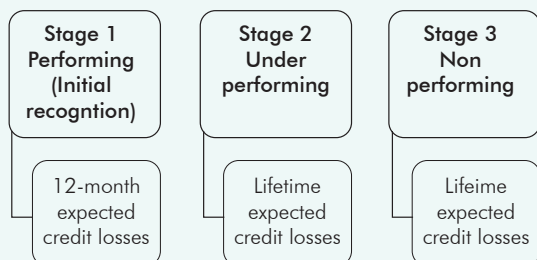 Stage 1
Performing
(Initial
recogntion)
12-month
expected
credit losses
Stage 2
Under
performing
Lifetime
expected
credit losses
Stage 3
Non
performing
Lifeime
expected
credit losses